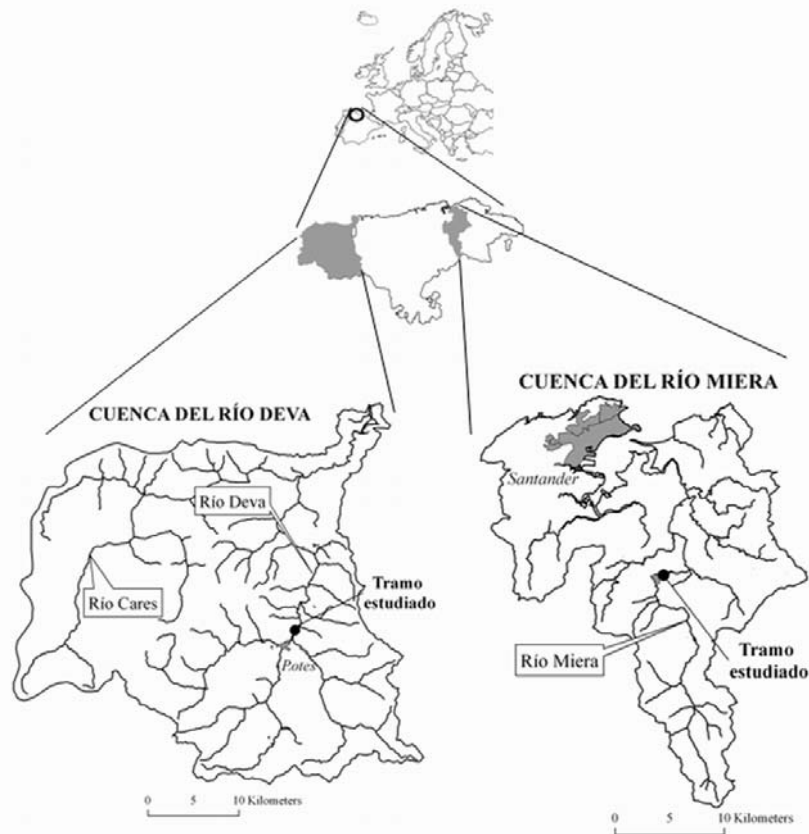 CUENCA DEL RÍO DEVA
Río Deva
Río Cares
Tramo
estudiado
Potes
0 5 10 Kilometers
CUENCA DEL RÍO MIERA
Santander
Río Miera
Tramo
estudiado
0 5 10 Kilometers